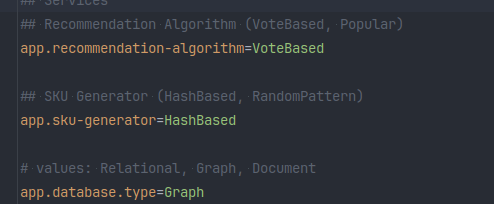 ## Services
## Recommendation Algorithm (VoteBased, Popular)
app.recommendation-algorithm=VoteBased
## SKU Generator (HashBased, RandomPattern)
app.sku-generator=HashBased
# values: Relational, Graph, Document
app.database.type=Graph